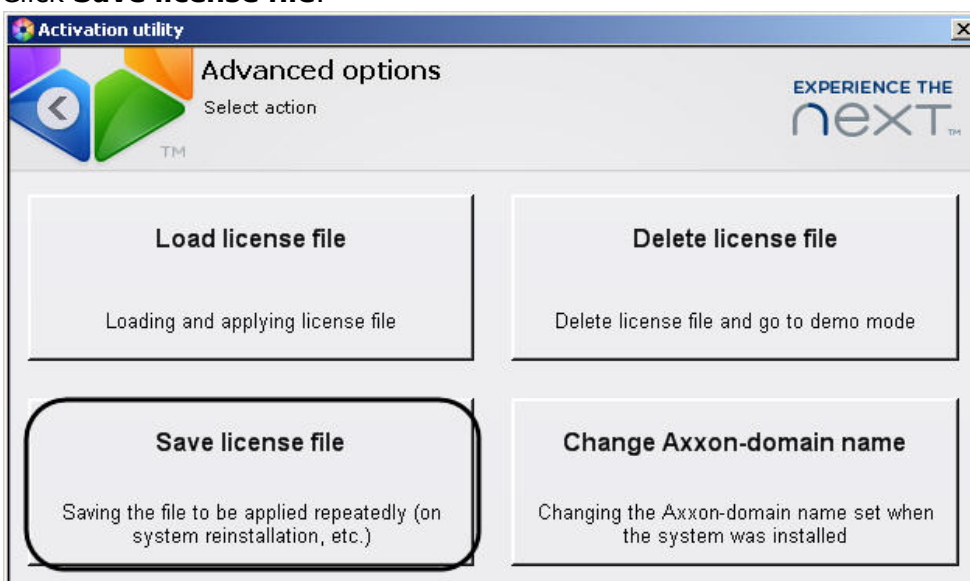 Click Save license file.
Activation utility
Advanced options
Select action
TM
EXPERIENCE THE
nexT™
Load license file
Loading and applying license file
Delete license file
Delete license file and go to demo mode
Save license file
Saving the file to be applied repeatedly (on
system reinstallation, etc.)
Change Axxon-domain name
Changing the Axxon-domain name set when
the system was installed